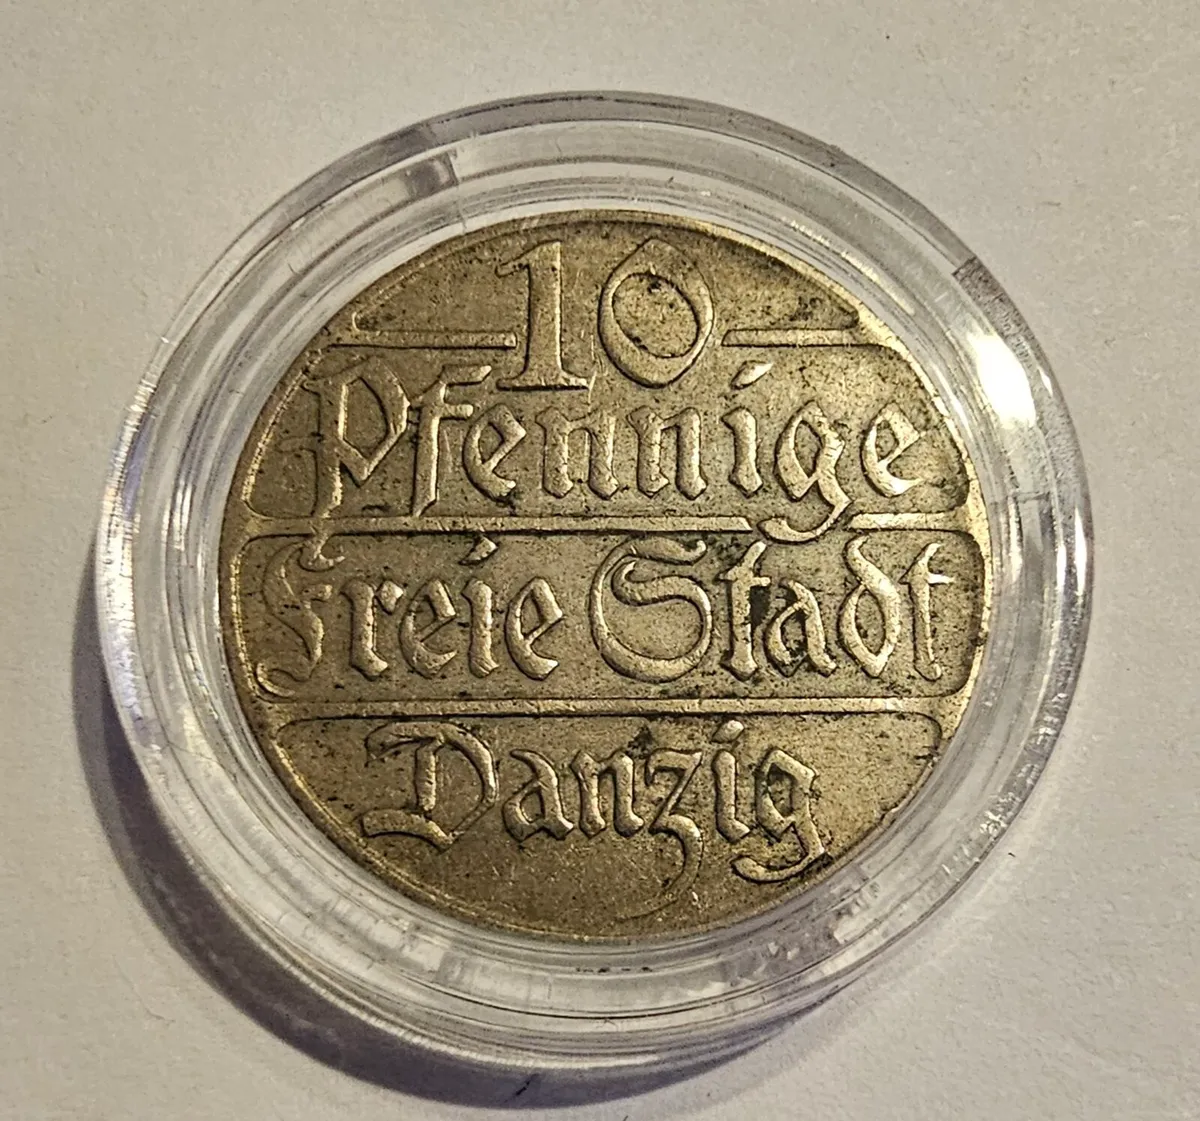 10
Pfennige
Freie Stadt
Danzig